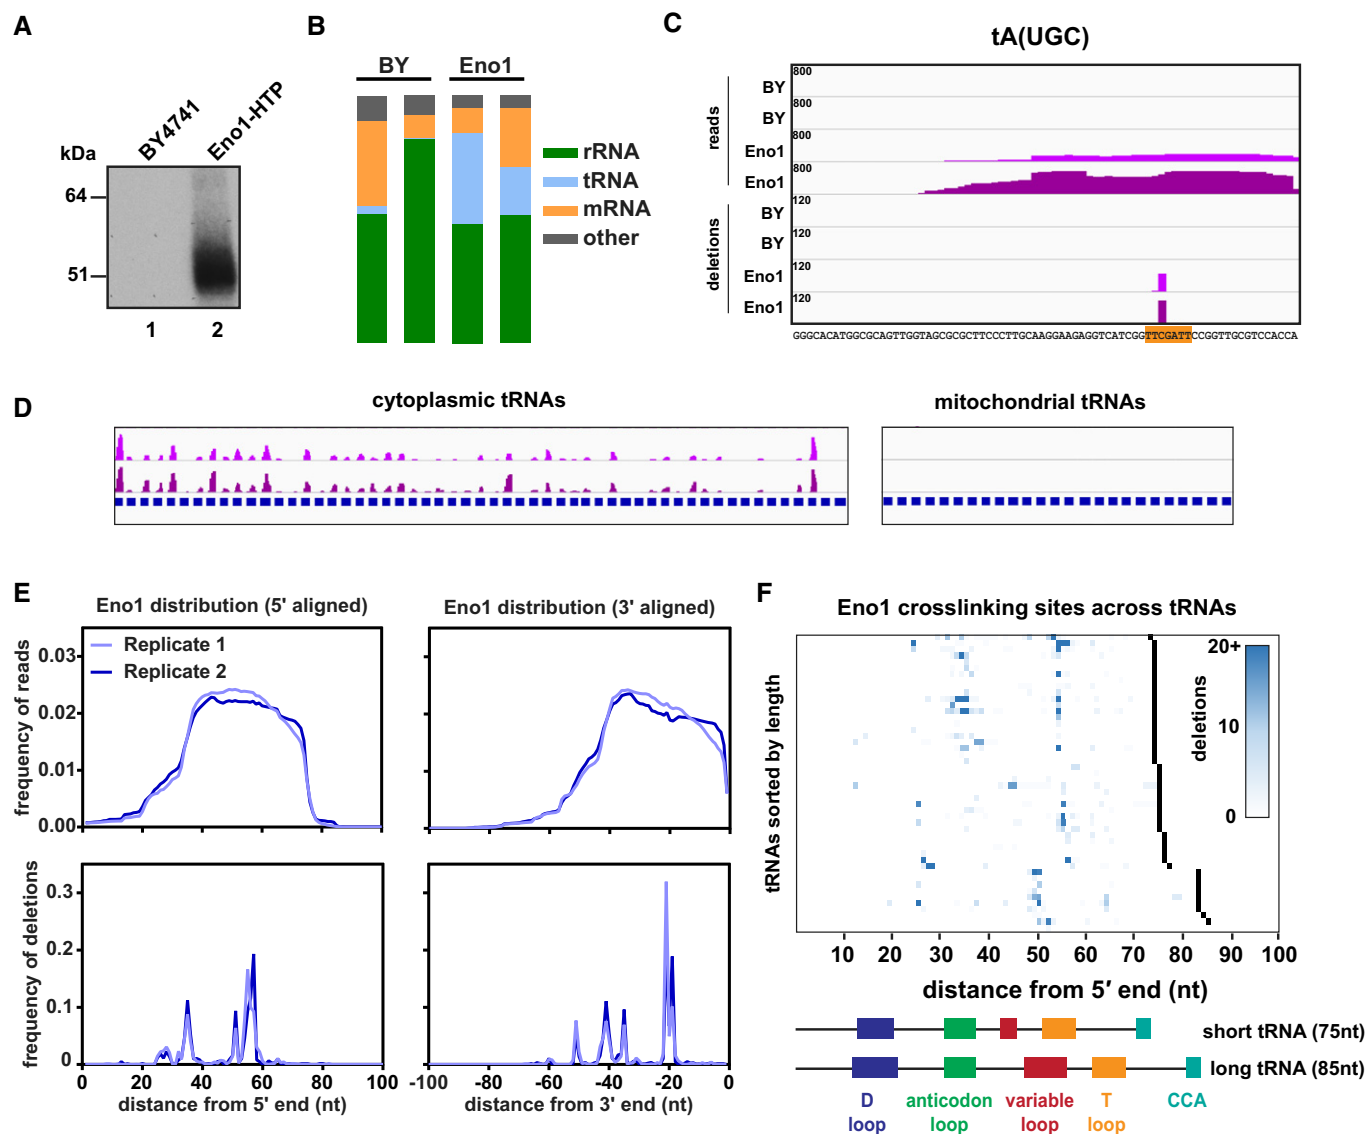 A
BY4741
Eno1-HTP
kDa
64
51
1
2
B
BY
Eno1
rRNA
tRNA
mRNA
other
C
tA(UGC)
reads
deletions
800
BY
800
BY
800
Eno1
800
Eno1
120
BY
120
BY
120
Eno1
120
Eno1
GGGCACATGGCGCAGTTGGTAGCGCGCTTCCCTTGCAAGGAAGAGGTCATCGGTTCGATTCCGGTTGCGTCCACCA
D
cytoplasmic tRNAs
mitochondrial tRNAs
E
Eno1 distribution (5' aligned)
Eno1 distribution (3' aligned)
Replicate 1
Replicate 2
frequency of reads
0.03
0.02
0.01
0.00
frequency of deletions
0.3
0.2
0.1
0
0 20 40 60 80 100
distance from 5' end (nt)
-100 -80 -60 -40 -20 0
distance from 3' end (nt)
F
Eno1 crosslinking sites across tRNAs
tRNAs sorted by length
20+
10
0
deletions
10 20 30 40 50 60 70 80 90 100
distance from 5′ end (nt)
short tRNA (75nt)
long tRNA (85nt)
D loop
anticodon loop
variable loop
T loop
CCA